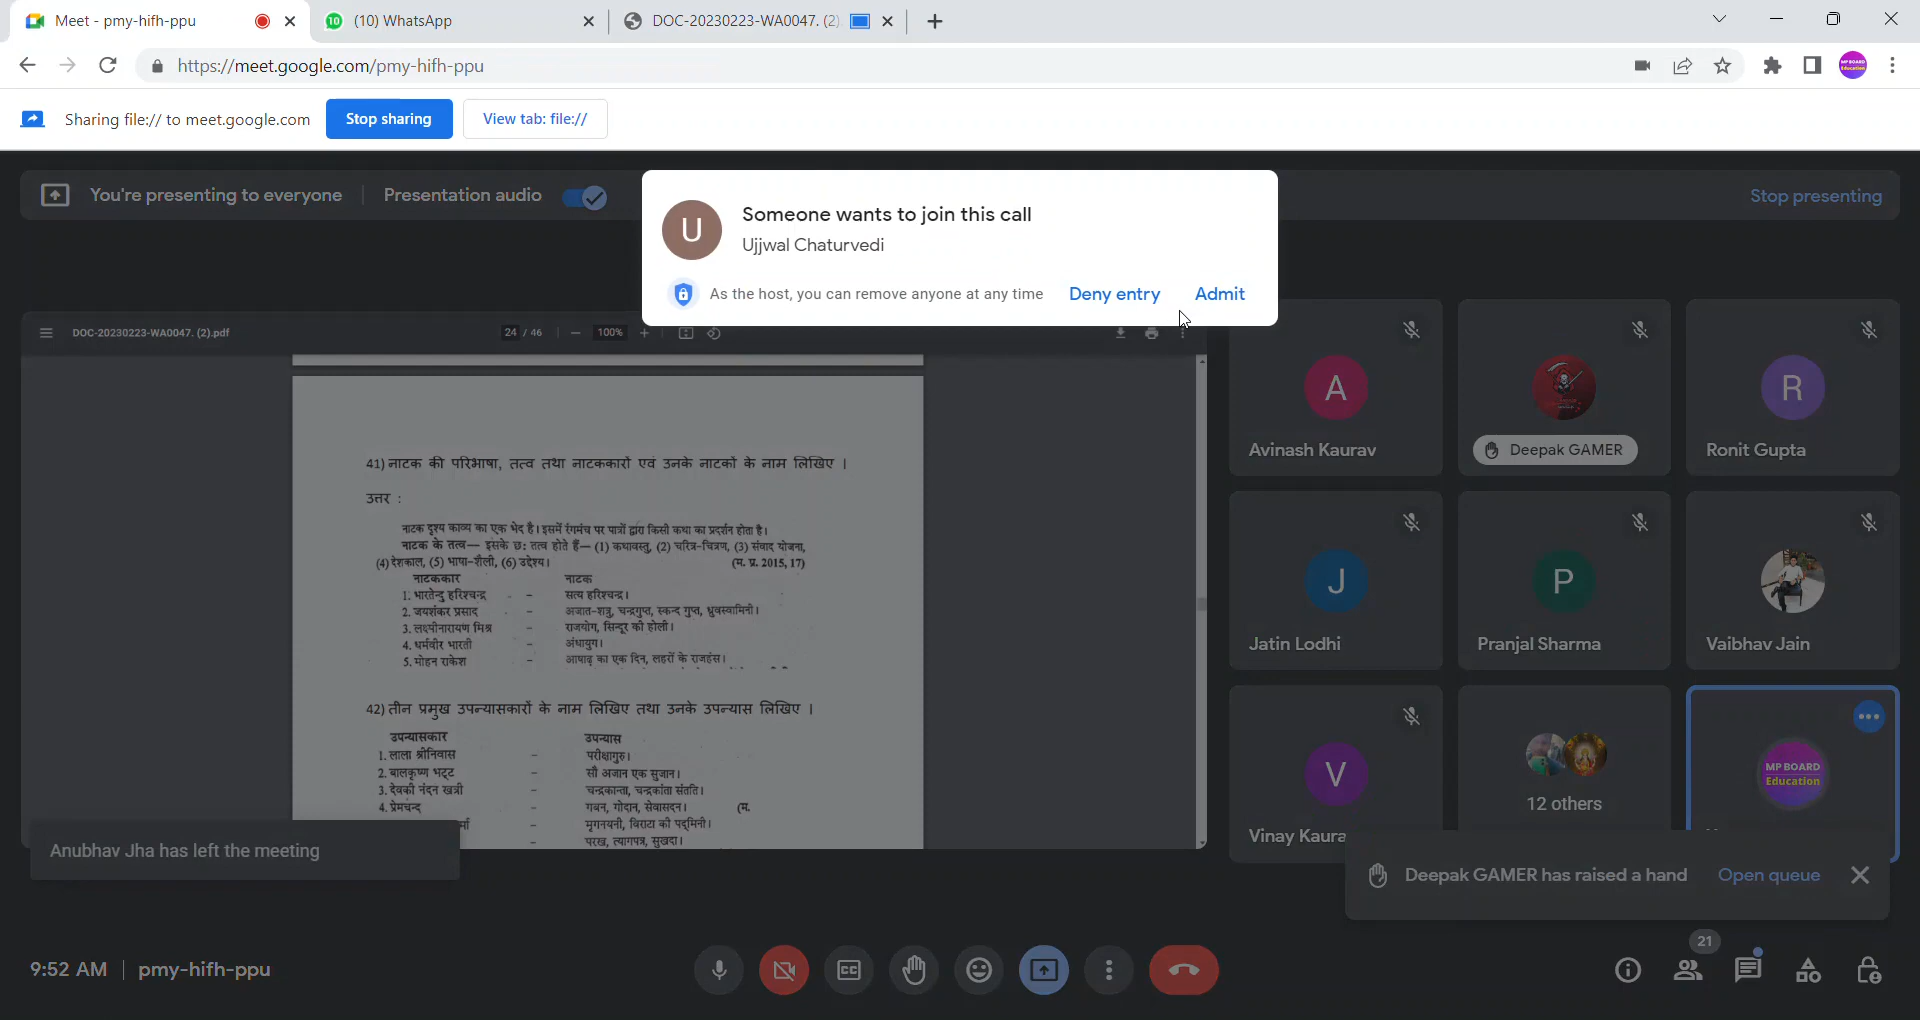 Meet - pmy-hifh-ppu
(10) WhatsApp
DOC-20230223-WA0047. (2)
https://meet.google.com/pmy-hifh-ppu
Sharing file:// to meet.google.com
Stop sharing
View tab: file://
You're presenting to everyone
Presentation audio
Stop presenting
U
Someone wants to join this call
Ujjwal Chaturvedi
As the host, you can remove anyone at any time
Deny entry
Admit
DOC-20230223-WA0047. (2).pdf
24 / 46
100%
41) नाटक की परिभाषा, तत्व तथा नाटककारों एवं उनके नाटकों के नाम लिखिए ।
उत्तर :
नाटक दृश्य काव्य का एक भेद है। इसमें रंगमंच पर पात्रों द्वारा किसी कथा का प्रदर्शन होता है।
नाटक के तत्व— इसके छः तत्व होते हैं— (1) कथावस्तु, (2) चरित्र-चित्रण, (3) संवाद योजना,
(4) देशकाल, (5) भाषा-शैली, (6) उद्देश्य। (म. प्र. 2015, 17)
नाटककार नाटक
1. भारतेन्दु हरिश्चन्द्र - सत्य हरिश्चन्द्र।
2. जयशंकर प्रसाद - अजात-शत्रु, चन्द्रगुप्त, स्कन्द गुप्त, ध्रुवस्वामिनी।
3. लक्ष्मीनारायण मिश्र - राजयोग, सिन्दूर की होली।
4. धर्मवीर भारती - अंधायुग।
5. मोहन राकेश - आषाढ़ का एक दिन, लहरों के राजहंस।
42) तीन प्रमुख उपन्यासकारों के नाम लिखिए तथा उनके उपन्यास लिखिए ।
उपन्यासकार उपन्यास
1. लाला श्रीनिवास - परीक्षागुरु।
2. बालकृष्ण भट्ट - सौ अजान एक सुजान।
3. देवकी नंदन खत्री - चन्द्रकान्ता, चन्द्रकांता संतति।
4. प्रेमचन्द - गबन, गोदान, सेवासदन। (म.
र्मा - मृगनयनी, विराटा की पद्मिनी।
- परख, त्यागपत्र, सुखदा।
A
Avinash Kaurav
Deepak GAMER
R
Ronit Gupta
J
Jatin Lodhi
P
Pranjal Sharma
Vaibhav Jain
V
Vinay Kaura
12 others
MP BOARD
Education
Anubhav Jha has left the meeting
Deepak GAMER has raised a hand
Open queue
9:52 AM
pmy-hifh-ppu
21